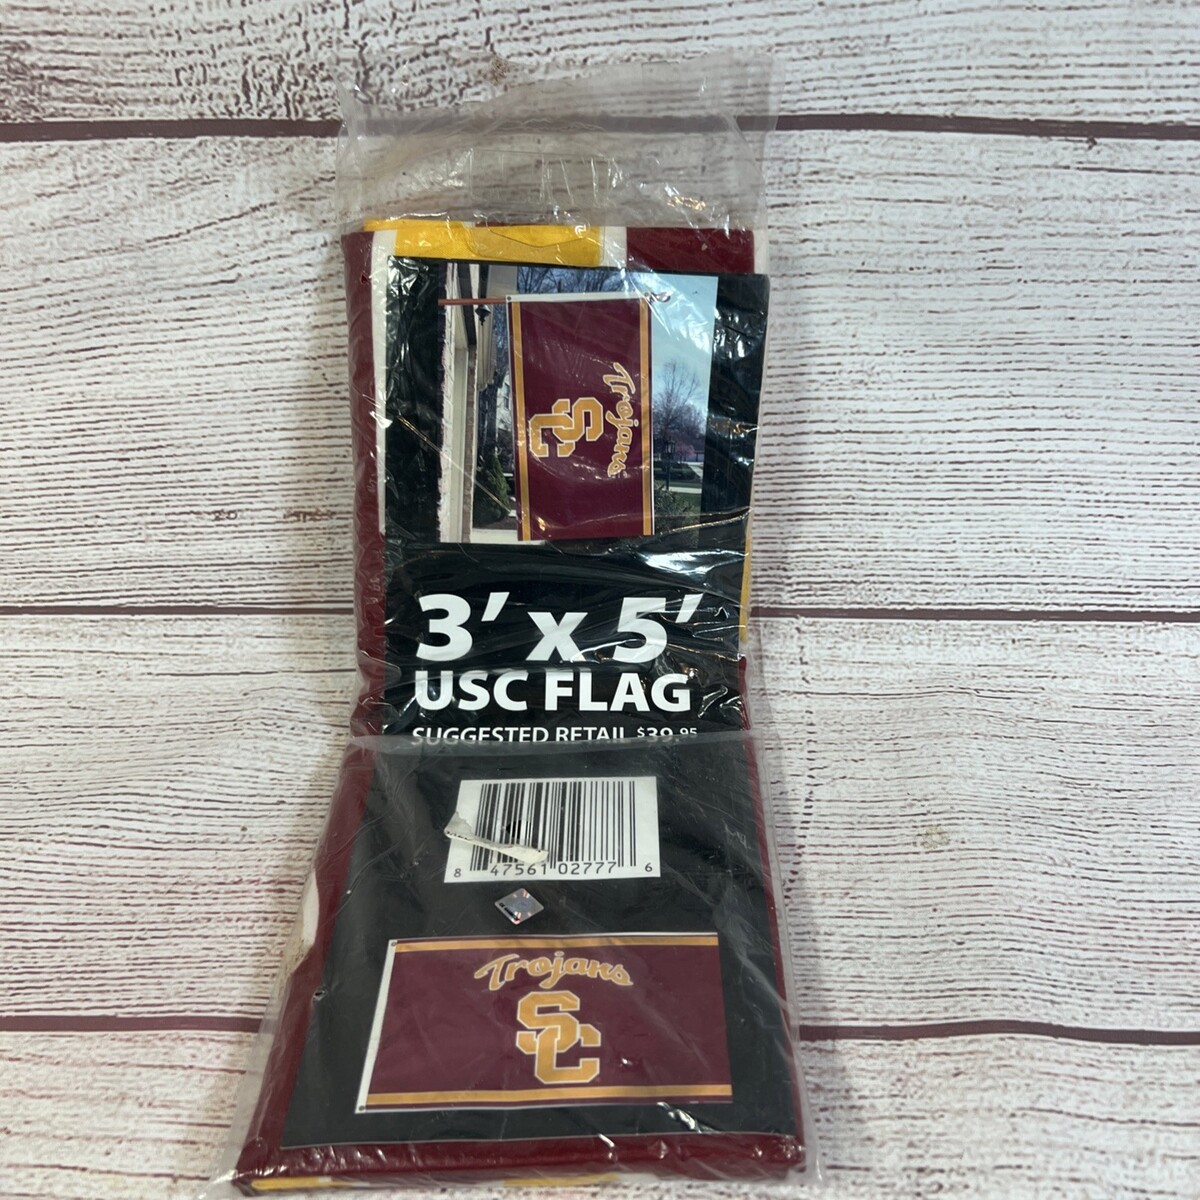 Trojans
SC
3' x 5'
USC FLAG
SUGGESTED RETAIL $39.95
8 47561 02777 6
Trojans
SC